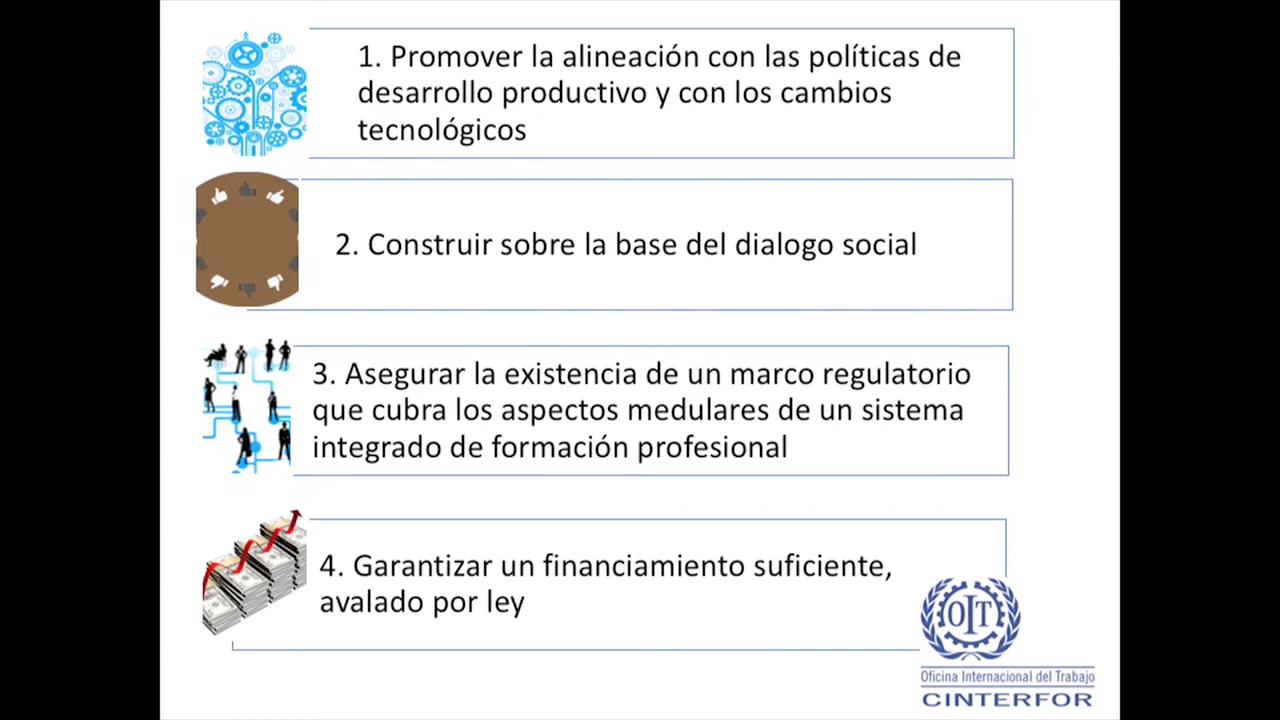 1. Promover la alineación con las políticas de
desarrollo productivo y con los cambios
tecnológicos
2. Construir sobre la base del dialogo social
3. Asegurar la existencia de un marco regulatorio
que cubra los aspectos medulares de un sistema
integrado de formación profesional
4. Garantizar un financiamiento suficiente,
avalado por ley
OIT
Oficina Internacional del Trabajo
CINTERFOR